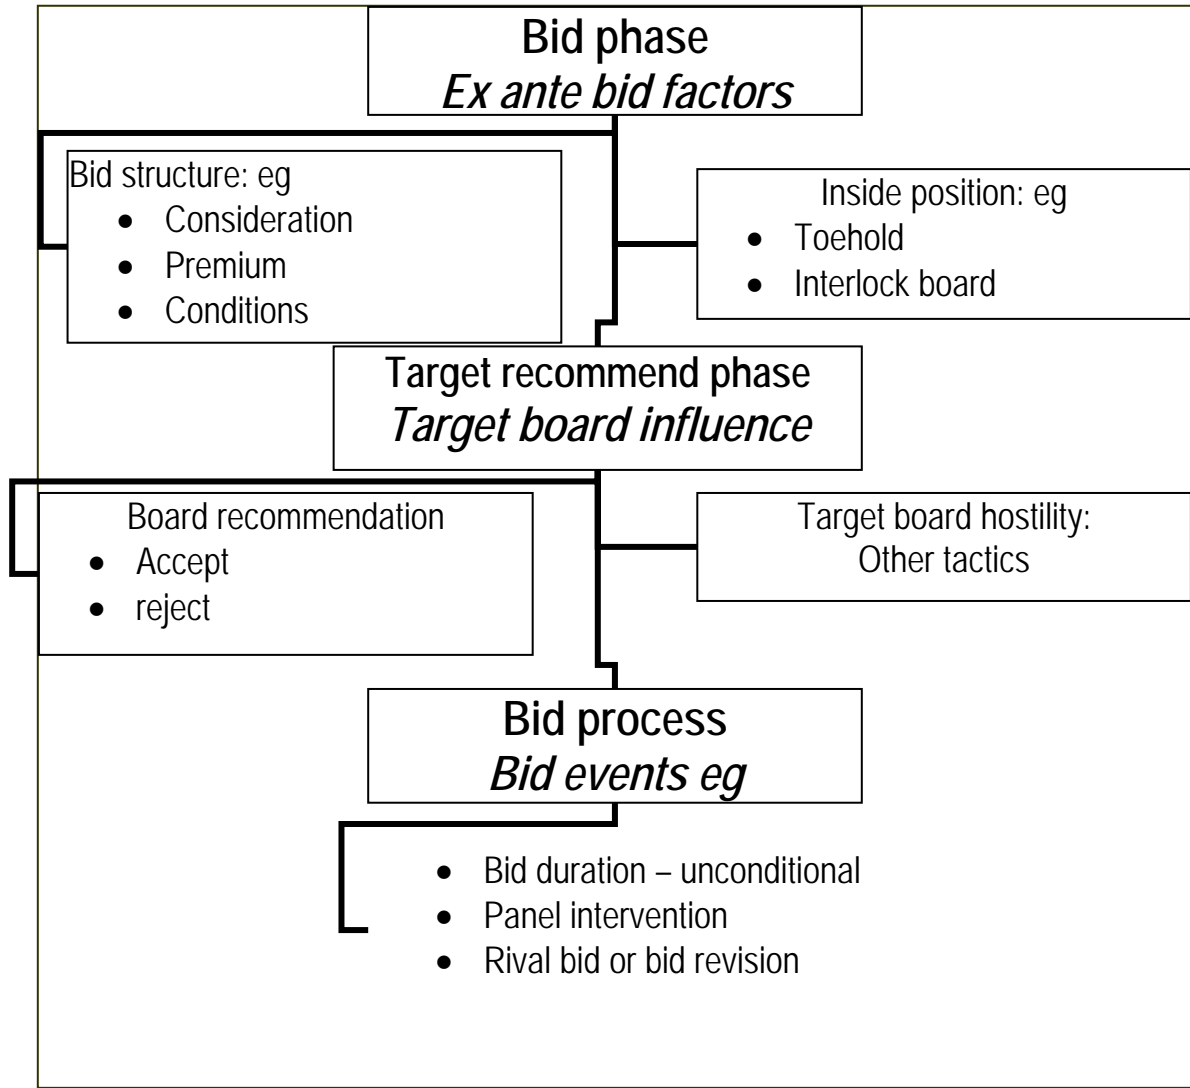 Bid phase
Ex ante bid factors
Bid structure: eg
• Consideration
• Premium
• Conditions
Inside position: eg
• Toehold
• Interlock board
Target recommend phase
Target board influence
Board recommendation
• Accept
• reject
Target board hostility:
Other tactics
Bid process
Bid events eg
• Bid duration – unconditional
• Panel intervention
• Rival bid or bid revision